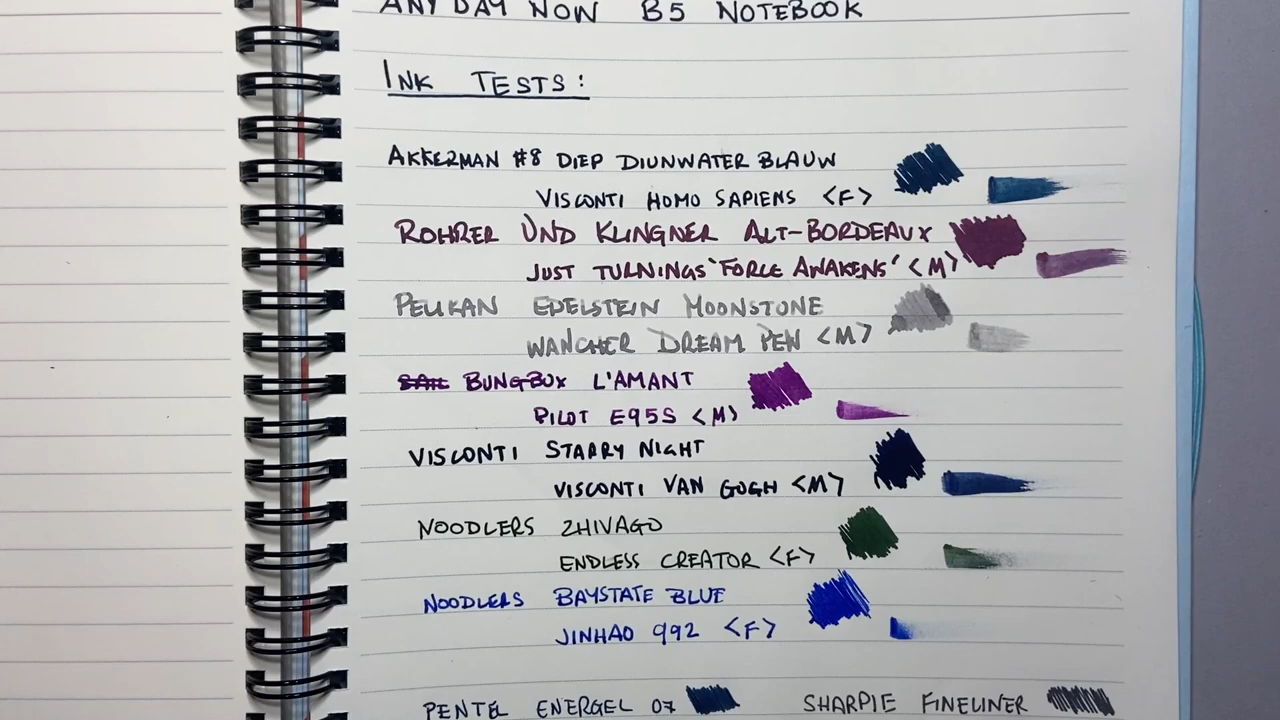 ANY DAY NOW B5 NOTEBOOK
INK TESTS:
AKKERMAN #8 DIEP DIUNWATER BLAUW
VISCONTI HOMO SAPIENS <F>
ROHRER UND KLINGNER ALT-BORDEAUX
JUST TURNINGS 'FORCE AWAKENS' <M>
PELIKAN EDELSTEIN MOONSTONE
WANCHER DREAM PEN <M>
BUNGBOX L'AMANT
PILOT E95S <M>
VISCONTI STARRY NIGHT
VISCONTI VAN GOGH <M>
NOODLERS ZHIVAGO
ENDLESS CREATOR <F>
NOODLERS BAYSTATE BLUE
JINHAO 992 <F>
PENTEL ENERGEL 07 SHARPIE FINELINER